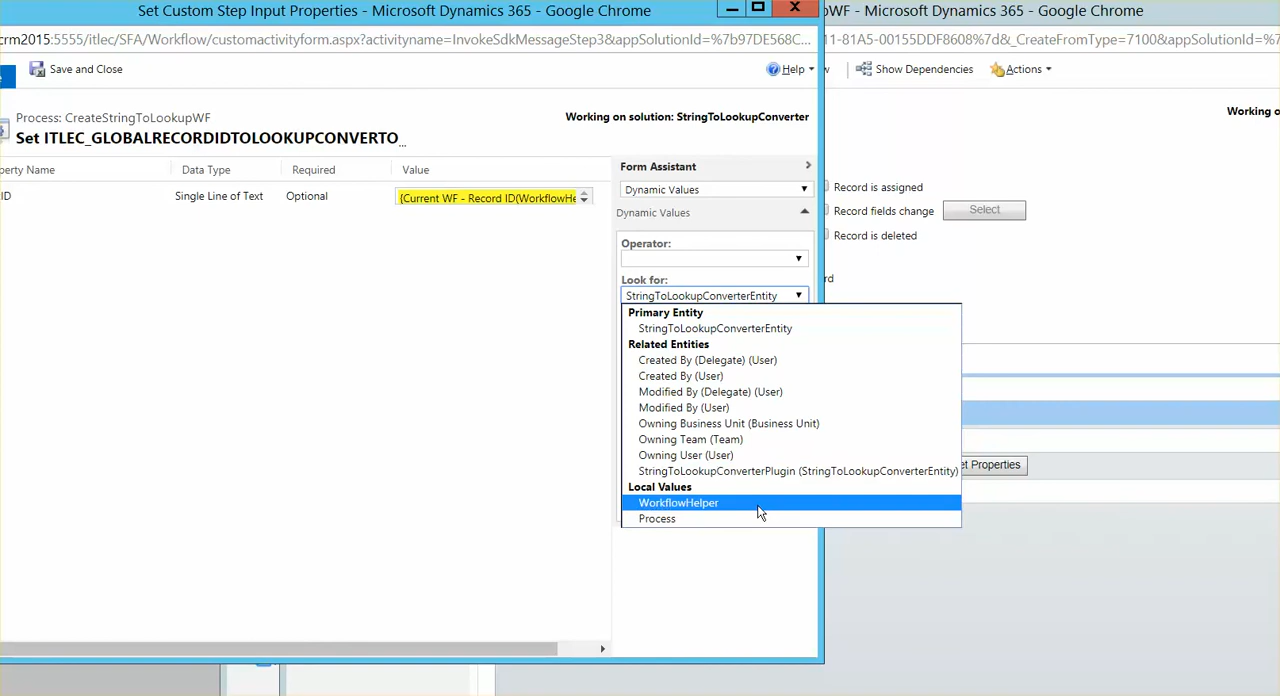 Set Custom Step Input Properties - Microsoft Dynamics 365 - Google Chrome
oWF - Microsoft Dynamics 365 - Google Chrome
crm2015:5555/itlec/SFA/Workflow/customactivityform.aspx?activityname=InvokeSdkMessageStep3&appSolutionId=%7b97DE568C...
11-81A5-00155DDF8608%7d&_CreateFromType=7100&appSolutionId=%7
Save and Close
Help
Show Dependencies
Actions
Process: CreateStringToLookupWF
Set ITLEC_GLOBALRECORDIDTOLOOKUPCONVERTO...
Working on solution: StringToLookupConverter
Working o
perty Name
Data Type
Required
Value
ID
Single Line of Text
Optional
{Current WF - Record ID(WorkflowHe
Form Assistant
Dynamic Values
Dynamic Values
Operator:
Look for:
StringToLookupConverterEntity
Primary Entity
StringToLookupConverterEntity
Related Entities
Created By (Delegate) (User)
Created By (User)
Modified By (Delegate) (User)
Modified By (User)
Owning Business Unit (Business Unit)
Owning Team (Team)
Owning User (User)
StringToLookupConverterPlugin (StringToLookupConverterEntity)
Local Values
WorkflowHelper
Process
Record is assigned
Record fields change
Select
Record is deleted
rd
et Properties